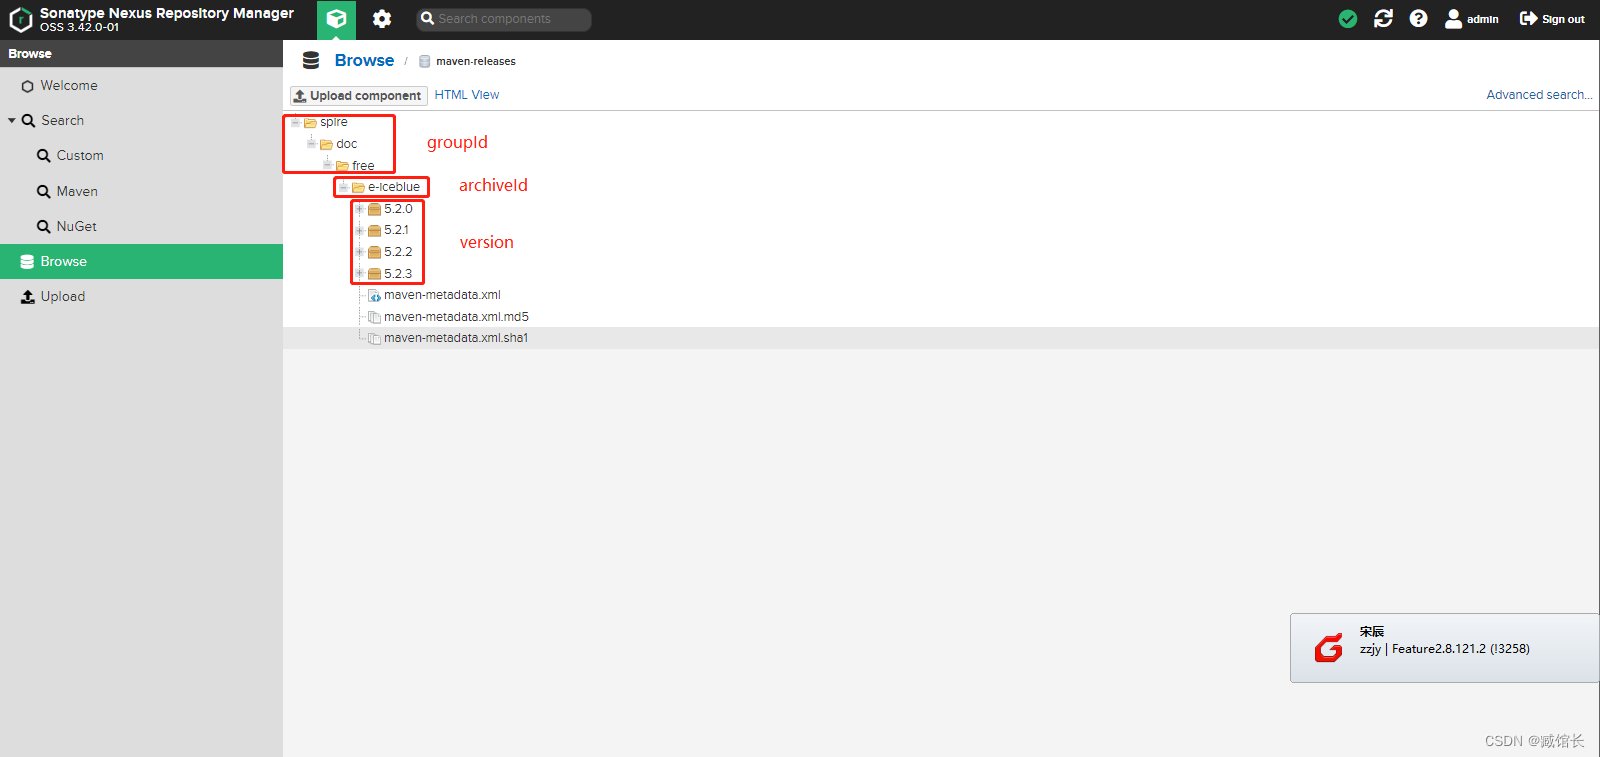 Sonatype Nexus Repository Manager
OSS 3.42.0-01
Search components
admin
Sign out
Browse
Welcome
Search
Custom
Maven
NuGet
Browse
Upload
Browse / maven-releases
Upload component
HTML View
Advanced search...
spire
doc
free
groupId
e-iceblue
archiveId
5.2.0
5.2.1
5.2.2
5.2.3
version
maven-metadata.xml
maven-metadata.xml.md5
maven-metadata.xml.sha1
宋辰
zzjy | Feature2.8.121.2 (!3258)
CSDN @臧馆长